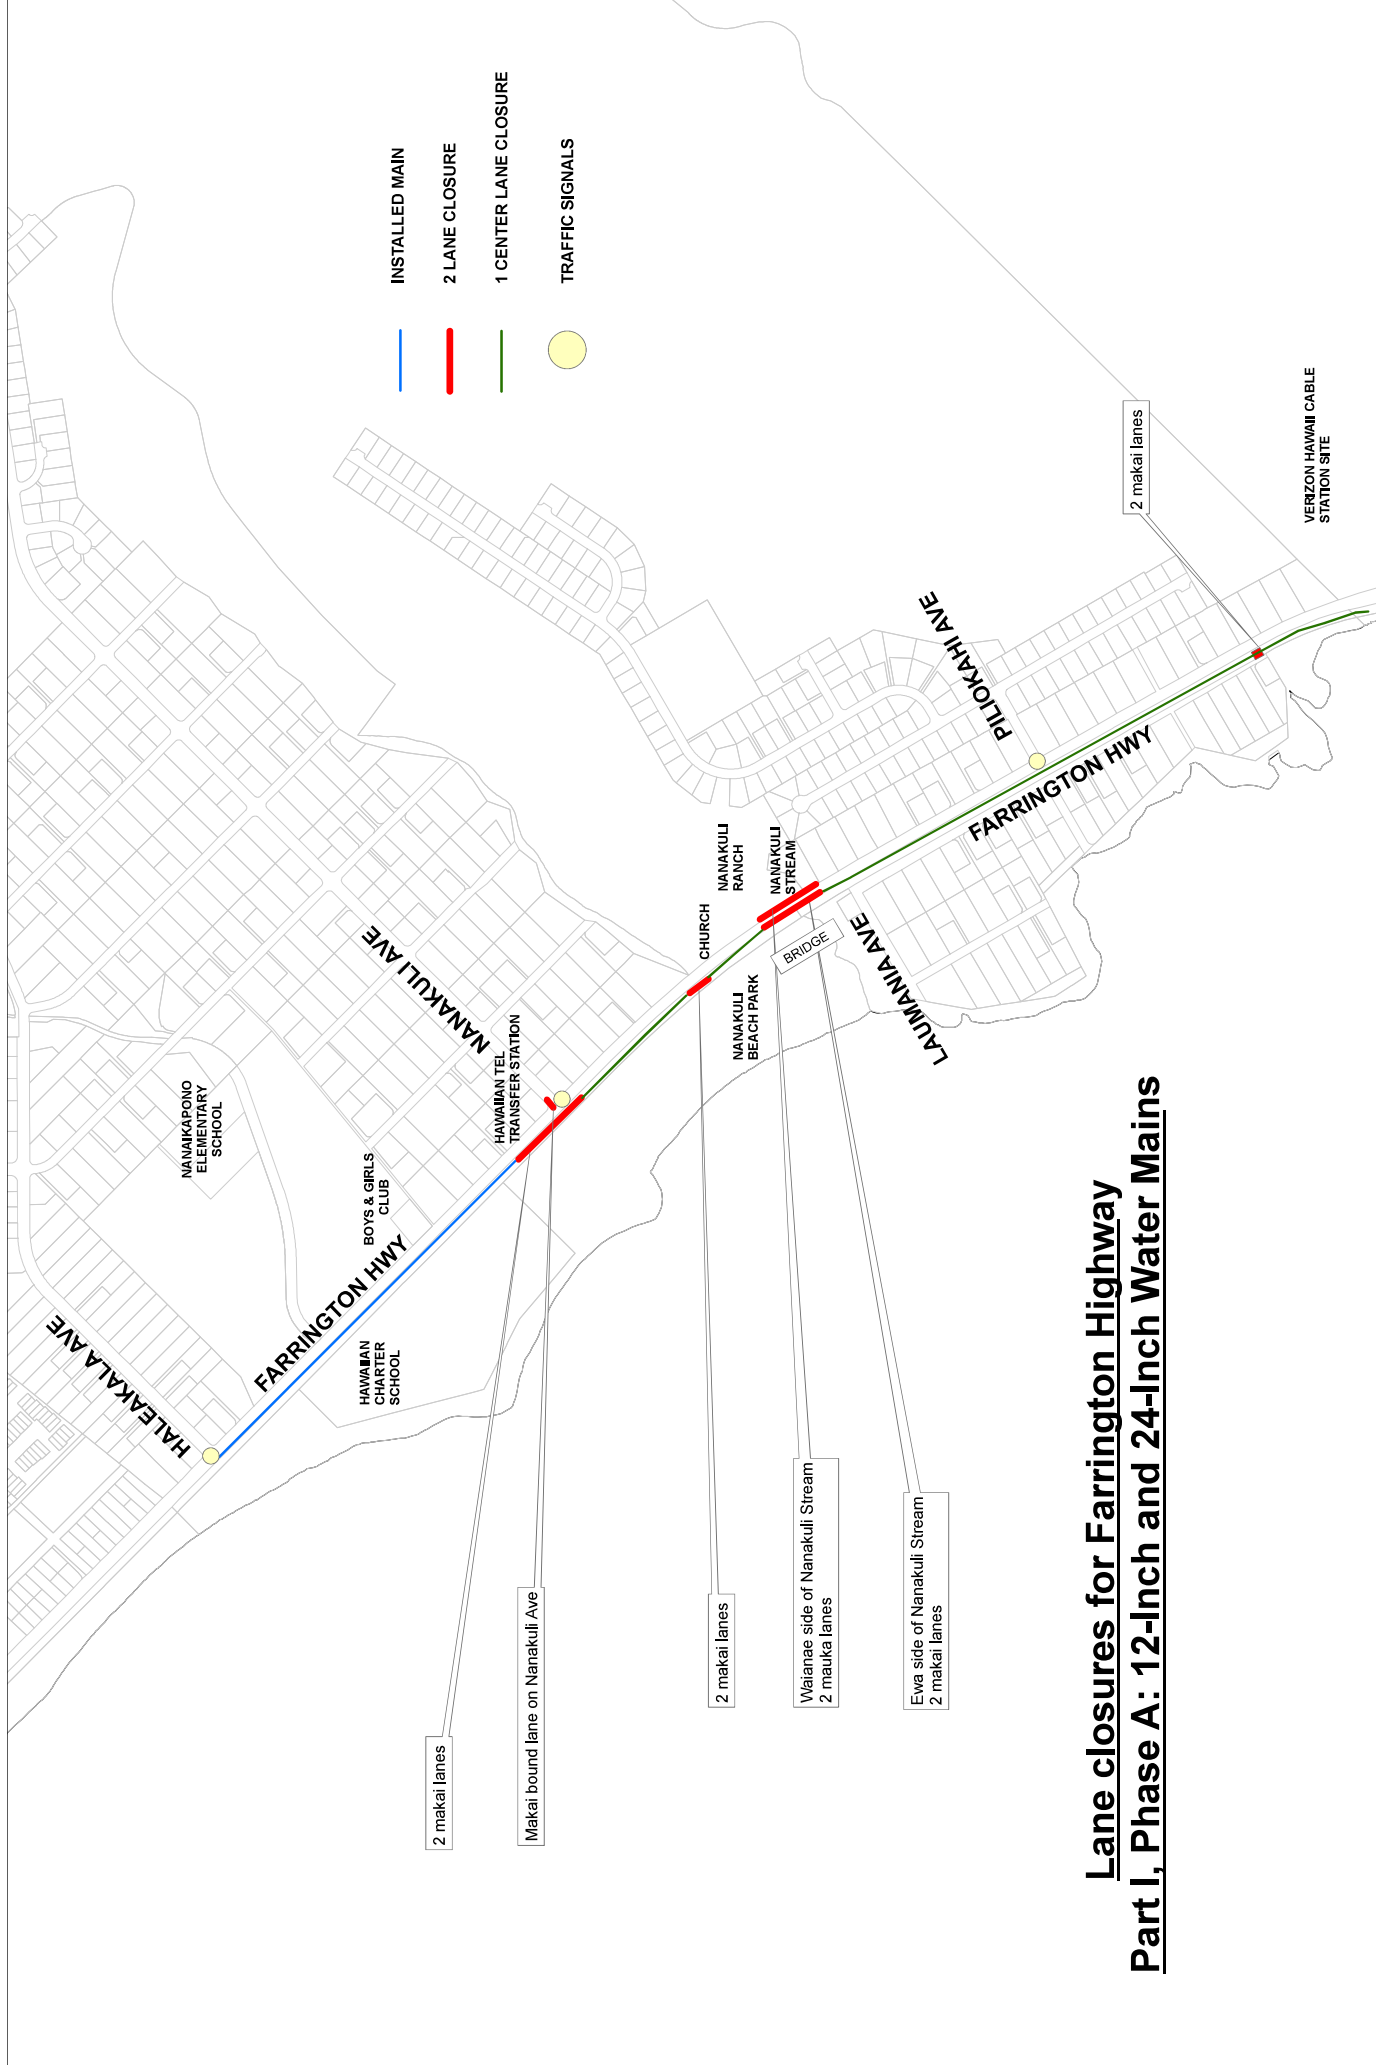 INSTALLED MAIN
2 LANE CLOSURE
1 CENTER LANE CLOSURE
TRAFFIC SIGNALS
HALEAKALA AVE
NANAIKAPONO
ELEMENTARY
SCHOOL
BOYS & GIRLS
CLUB
FARRINGTON HWY
HAWAIIAN
CHARTER
SCHOOL
NANAKULI AVE
HAWAIIAN TEL
TRANSFER STATION
CHURCH
NANAKULI
RANCH
NANAKULI
STREAM
NANAKULI
BEACH PARK
BRIDGE
LAUMANIA AVE
PILIOKAHI AVE
FARRINGTON HWY
2 makai lanes
VERIZON HAWAII CABLE
STATION SITE
2 makai lanes
Makai bound lane on Nanakuli Ave
2 makai lanes
Waianae side of Nanakuli Stream
2 mauka lanes
Ewa side of Nanakuli Stream
2 makai lanes
Lane closures for Farrington Highway
Part I, Phase A: 12-Inch and 24-Inch Water Mains